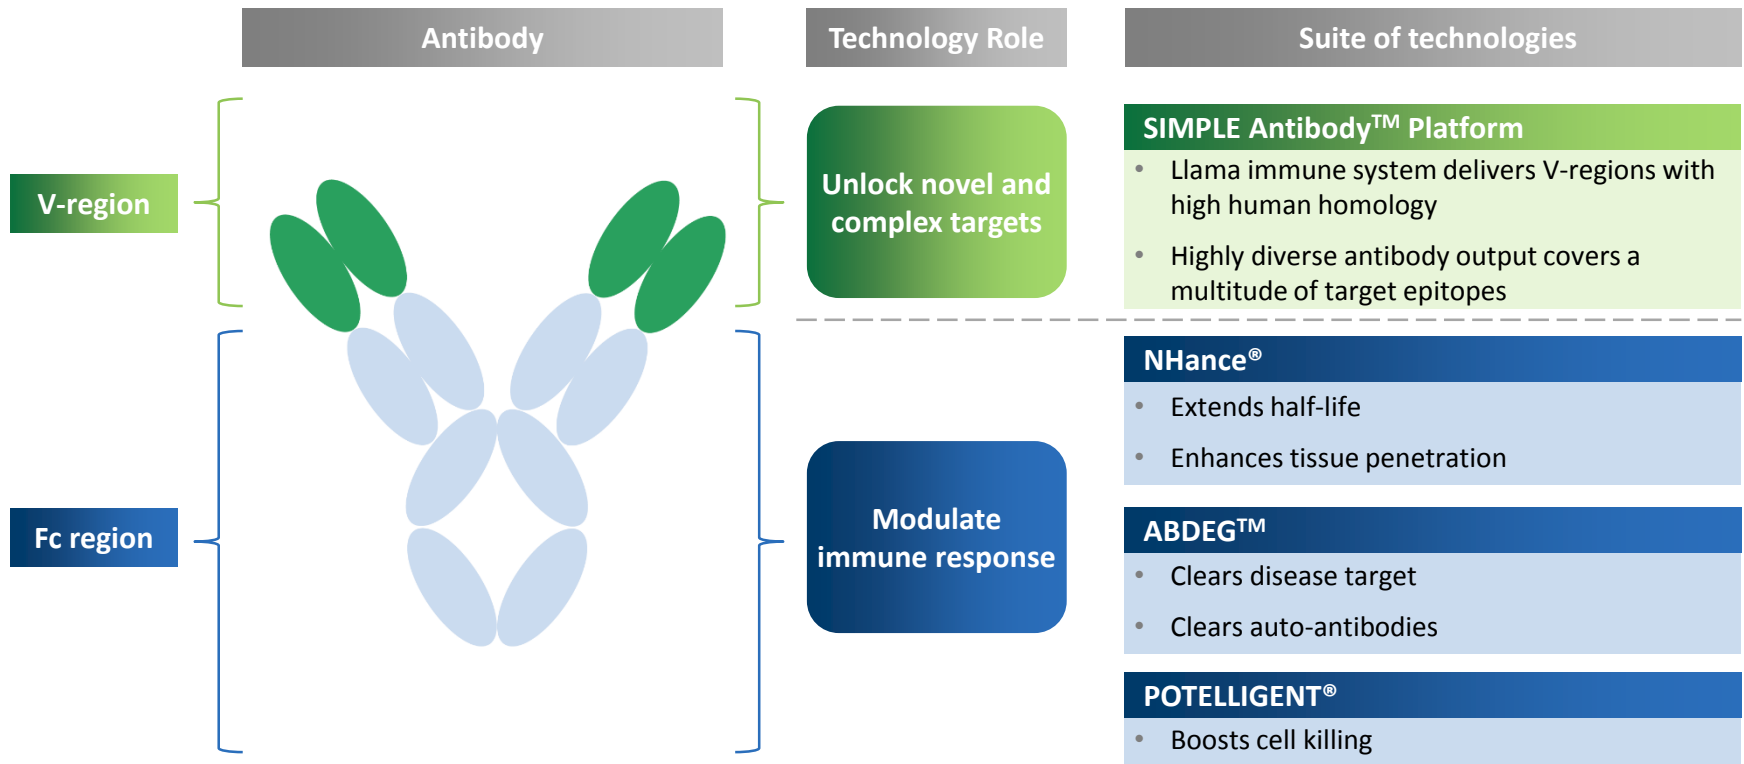 Antibody
Technology Role
Suite of technologies
V-region
Unlock novel and
complex targets
SIMPLE Antibody™ Platform
• Llama immune system delivers V-regions with
high human homology
• Highly diverse antibody output covers a
multitude of target epitopes
Fc region
Modulate
immune response
NHance®
• Extends half-life
• Enhances tissue penetration
ABDEG™
• Clears disease target
• Clears auto-antibodies
POTELLIGENT®
• Boosts cell killing